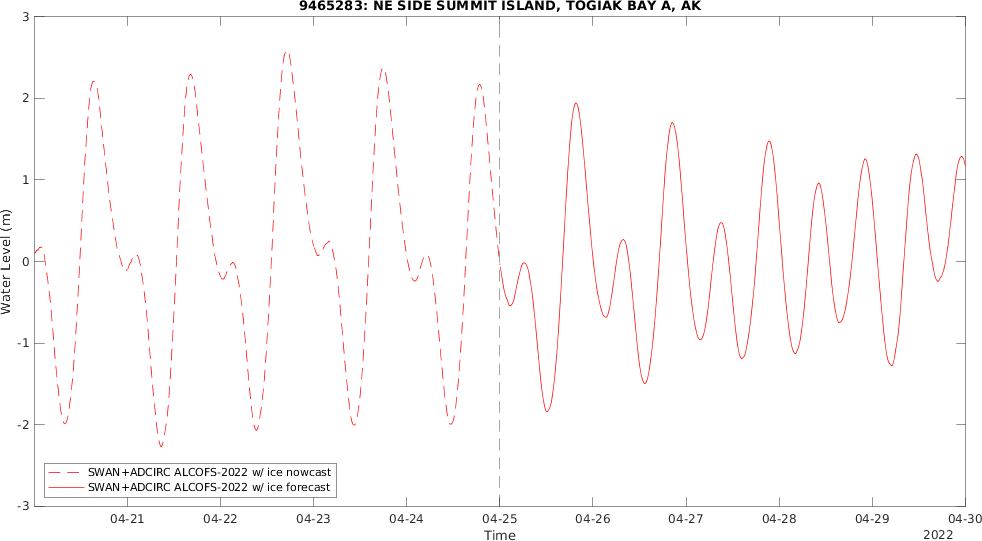 9465283: NE SIDE SUMMIT ISLAND, TOGIAK BAY A, AK
Water Level (m)
3
2
1
0
-1
-2
-3
SWAN+ADCIRC ALCOFS-2022 w/ ice nowcast
SWAN+ADCIRC ALCOFS-2022 w/ ice forecast
04-21 04-22 04-23 04-24 04-25 04-26 04-27 04-28 04-29 04-30
Time
2022